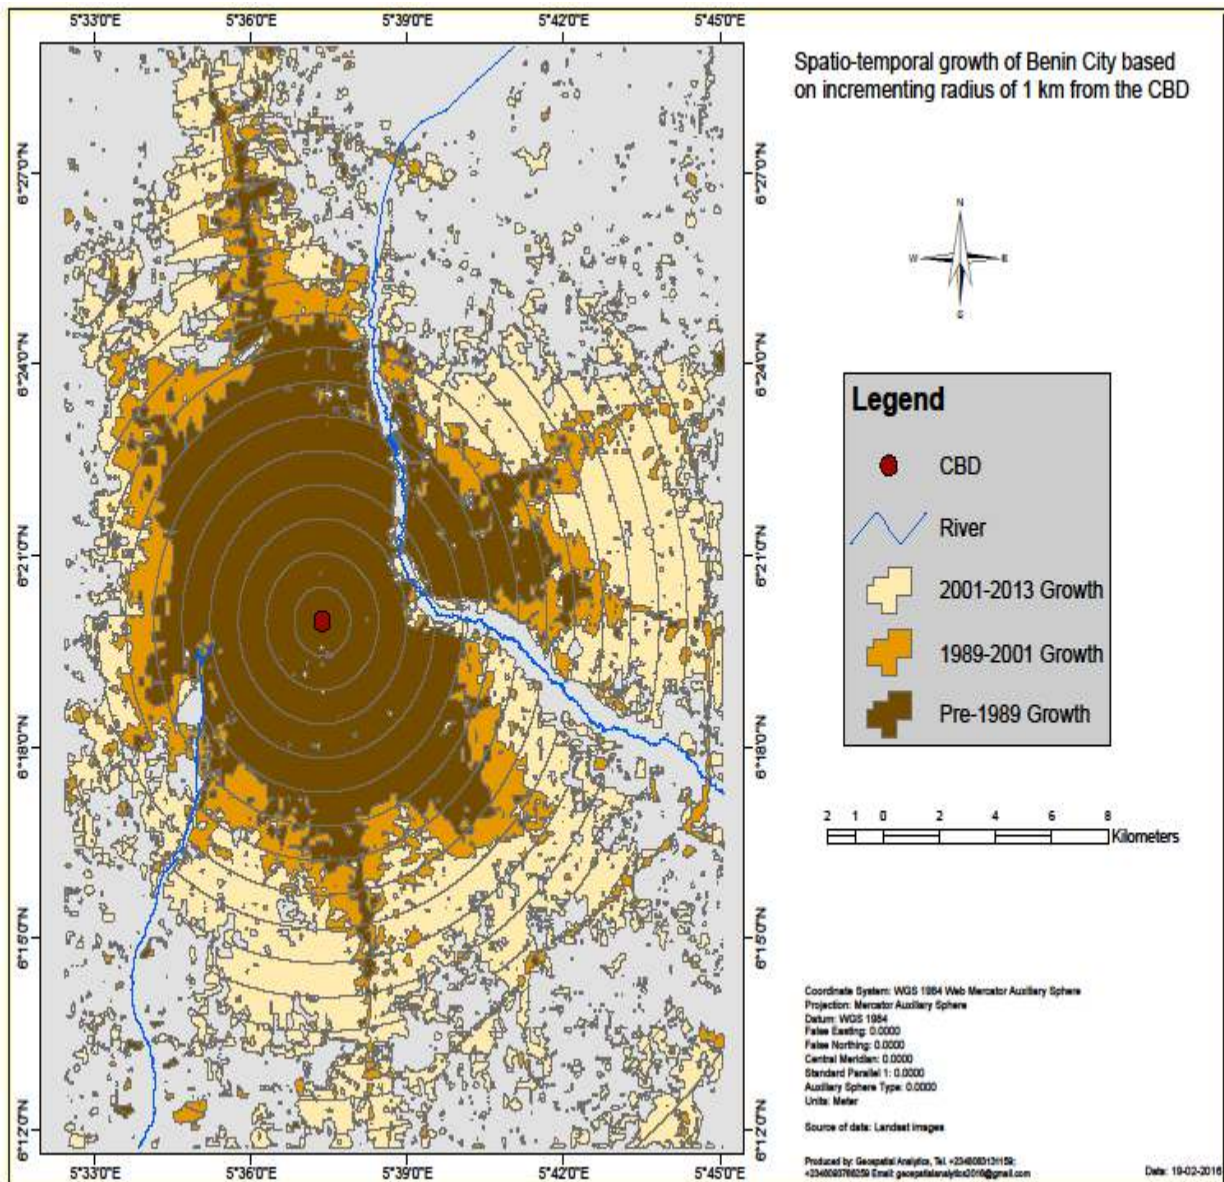 5°33'0"E 5°36'0"E 5°39'0"E 5°42'0"E 5°45'0"E
Spatio-temporal growth of Benin City based
on incrementing radius of 1 km from the CBD
N
W E
S
6°27'0"N
6°24'0"N
6°21'0"N
6°18'0"N
6°15'0"N
6°12'0"N
6°27'0"N
6°24'0"N
6°21'0"N
6°18'0"N
6°15'0"N
6°12'0"N
Legend
CBD
River
2001-2013 Growth
1989-2001 Growth
Pre-1989 Growth
2 1 0 2 4 6 8
Kilometers
Coordinate System: WGS 1984 Web Mercator Auxiliary Sphere
Projection: Mercator Auxiliary Sphere
Datum: WGS 1984
False Easting: 0.0000
False Northing: 0.0000
Central Meridian: 0.0000
Standard Parallel 1: 0.0000
Auxiliary Sphere Type: 0.0000
Units: Meter
Source of data: Landsat images
Produced by: Geospatial Analytics, Tel.
Email:
Date: 19-02-2016
5°33'0"E 5°36'0"E 5°39'0"E 5°42'0"E 5°45'0"E